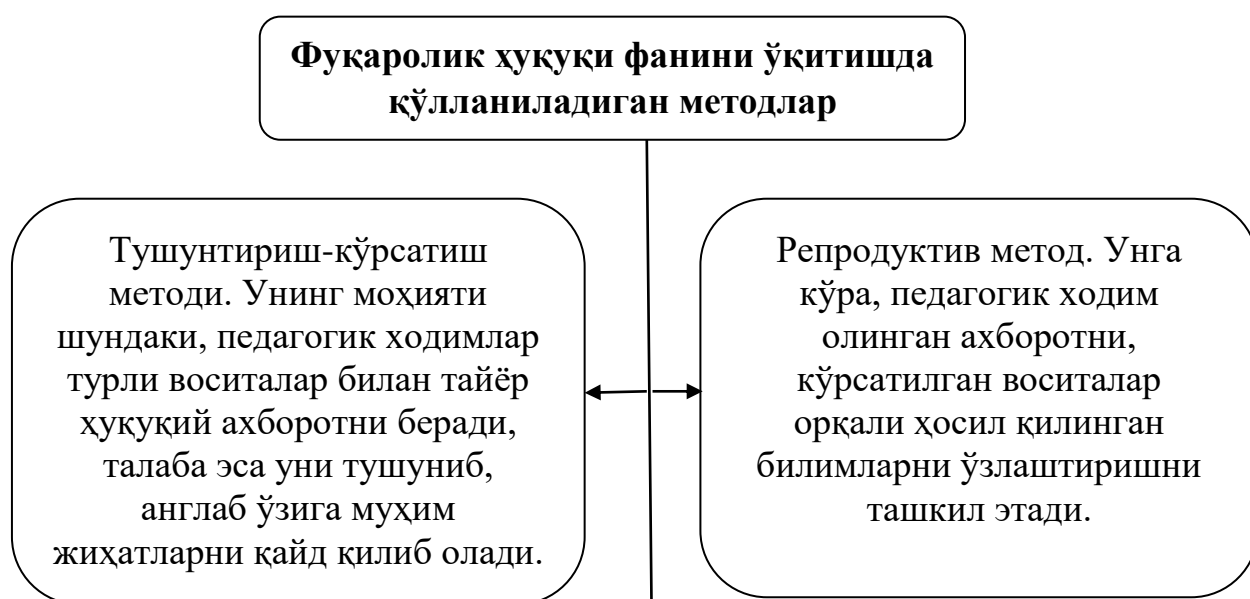 Фуқаролик ҳуқуқи фанини ўқитишда
қўлланиладиган методлар
Тушунтириш-кўрсатиш
методи. Унинг моҳияти
шундаки, педагогик ходимлар
турли воситалар билан тайёр
ҳуқуқий ахборотни беради,
талаба эса уни тушуниб,
англаб ўзига муҳим
жиҳатларни қайд қилиб олади.
Репродуктив метод. Унга
кўра, педагогик ходим
олинган ахборотни,
кўрсатилган воситалар
орқали ҳосил қилинган
билимларни ўзлаштиришни
ташкил этади.